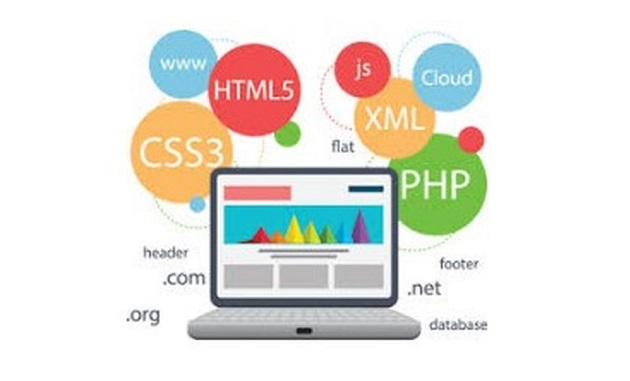 www
HTML5
js
Cloud
XML
CSS3
flat
PHP
header
footer
.com
.net
.org
database